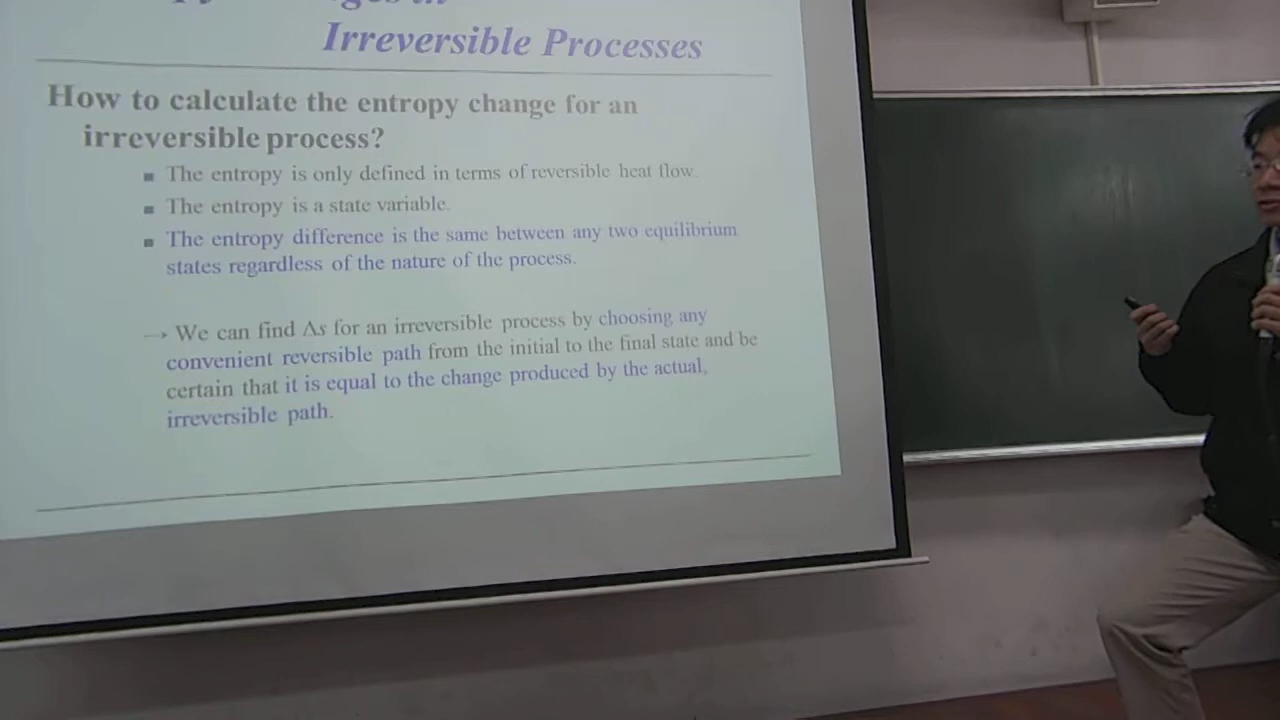 Irreversible Processes
How to calculate the entropy change for an
irreversible process?
The entropy is only defined in terms of reversible heat flow.
The entropy is a state variable.
The entropy difference is the same between any two equilibrium
states regardless of the nature of the process.
→ We can find Δs for an irreversible process by choosing any
convenient reversible path from the initial to the final state and be
certain that it is equal to the change produced by the actual,
irreversible path.